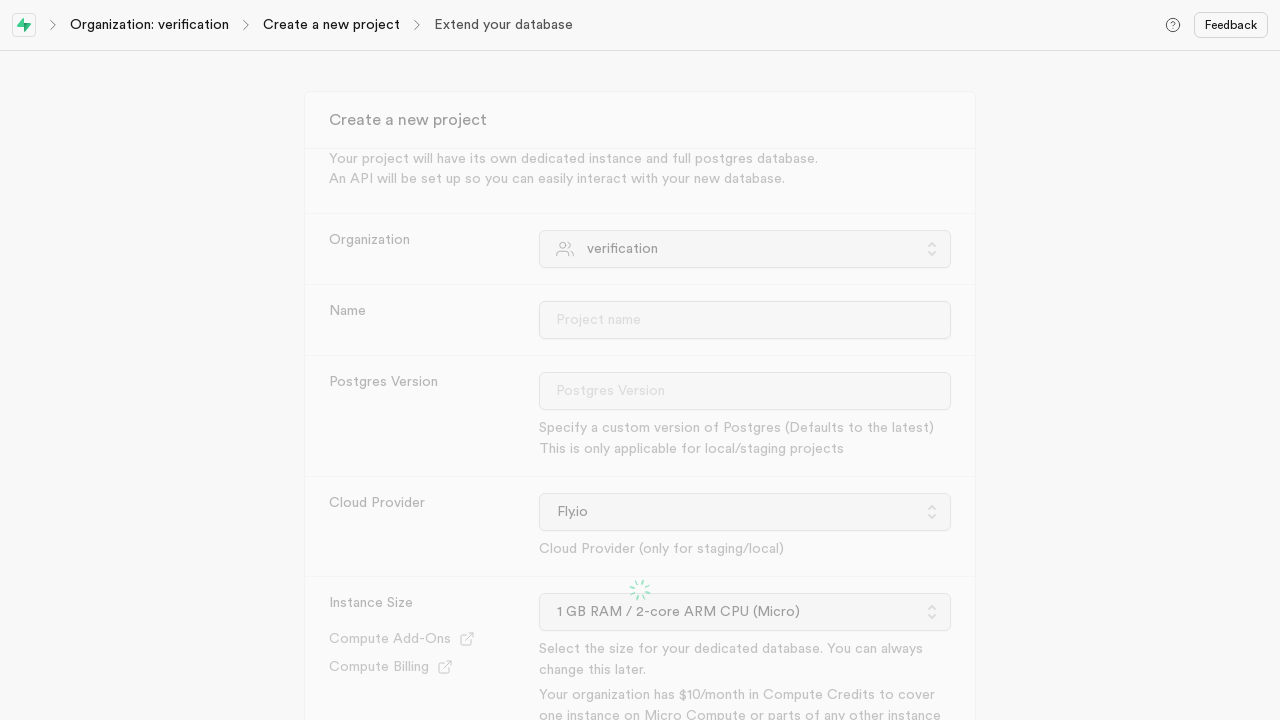 Organization: verification
Create a new project
Extend your database
Feedback
Create a new project
Your project will have its own dedicated instance and full postgres database.
An API will be set up so you can easily interact with your new database.
Organization
verification
Name
Project name
Postgres Version
Postgres Version
Specify a custom version of Postgres (Defaults to the latest)
This is only applicable for local/staging projects
Cloud Provider
Fly.io
Cloud Provider (only for staging/local)
Instance Size
1 GB RAM / 2-core ARM CPU (Micro)
Compute Add-Ons
Compute Billing
Select the size for your dedicated database. You can always
change this later.
Your organization has $10/month in Compute Credits to cover
one instance on Micro Compute or parts of any other instance